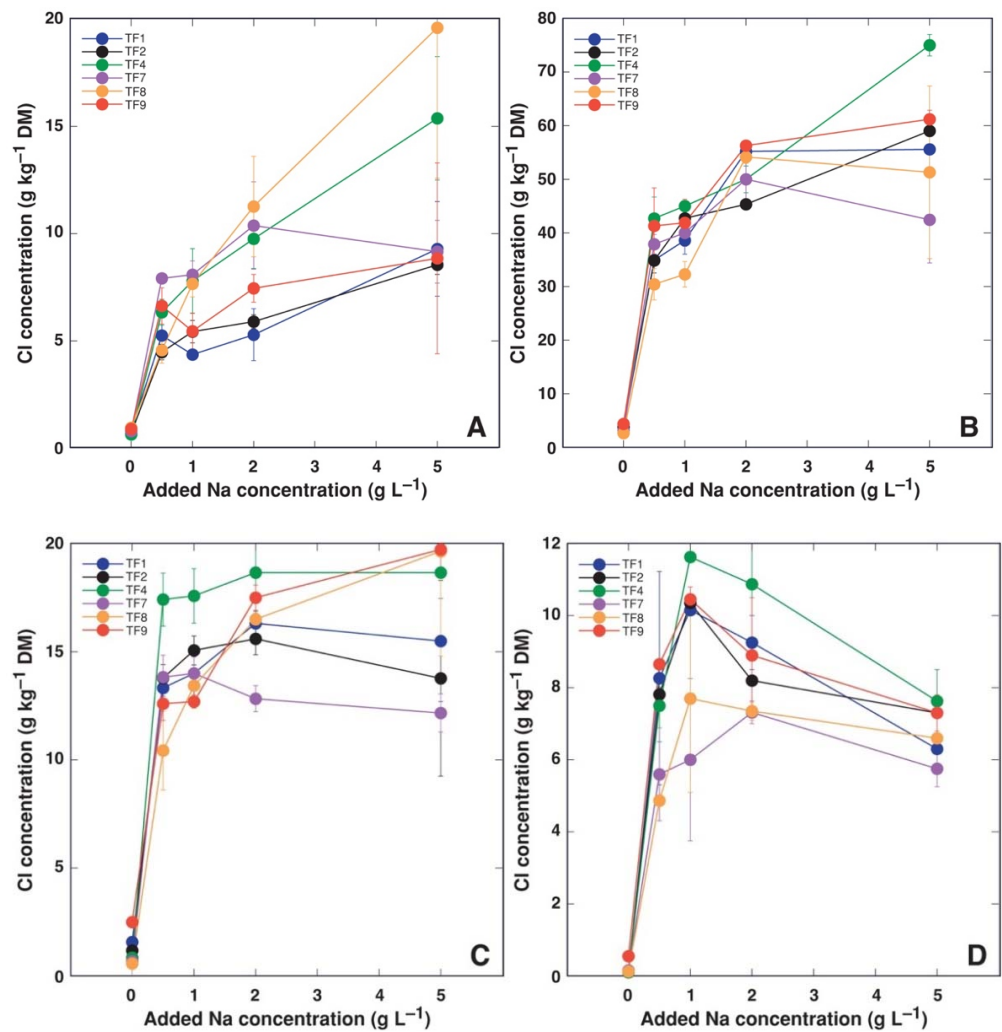 20
15
10
5
0
Cl concentration (g kg⁻¹ DM)
TF1
TF2
TF4
TF7
TF8
TF9
A
0 1 2 3 4 5
Added Na concentration (g L⁻¹)
80
70
60
50
40
30
20
10
0
Cl concentration (g kg⁻¹ DM)
TF1
TF2
TF4
TF7
TF8
TF9
B
0 1 2 3 4 5
Added Na concentration (g L⁻¹)
20
15
10
5
0
Cl concentration (g kg⁻¹ DM)
TF1
TF2
TF4
TF7
TF8
TF9
C
0 1 2 3 4 5
Added Na concentration (g L⁻¹)
12
10
8
6
4
2
0
Cl concentration (g kg⁻¹ DM)
TF1
TF2
TF4
TF7
TF8
TF9
D
0 1 2 3 4 5
Added Na concentration (g L⁻¹)